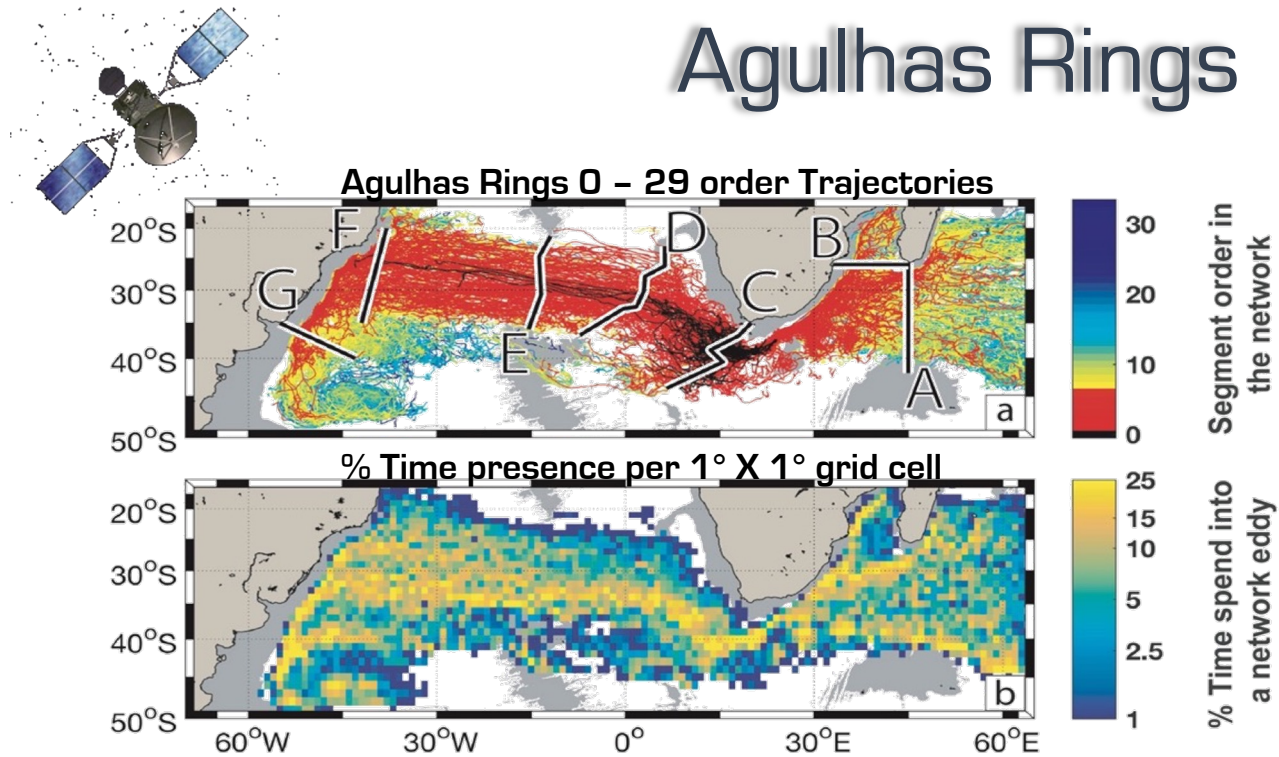 Agulhas Rings
Agulhas Rings 0 – 29 order Trajectories
20°S
30°S
40°S
50°S
A
B
C
D
E
F
G
a
30
20
10
0
Segment order in
the network
% Time presence per 1° X 1° grid cell
20°S
30°S
40°S
50°S
60°W
30°W
0°
30°E
60°E
b
25
15
10
5
2.5
1
% Time spend into
a network eddy